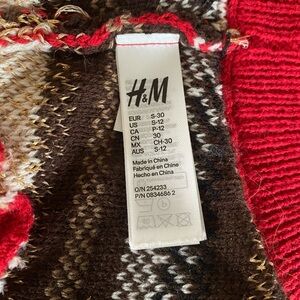 H&M
EUR S-30
US S-12
CA P-12
CN 30
MX CH-30
AUS S-12
Made in China
Fabriqué en Chine
Hecho en China
O/N 254233
P/N 0834686 2